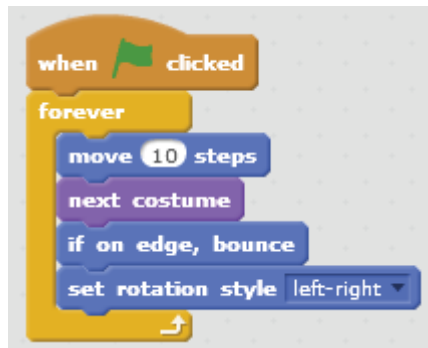 when clicked
forever
move 10 steps
next costume
if on edge, bounce
set rotation style left-right